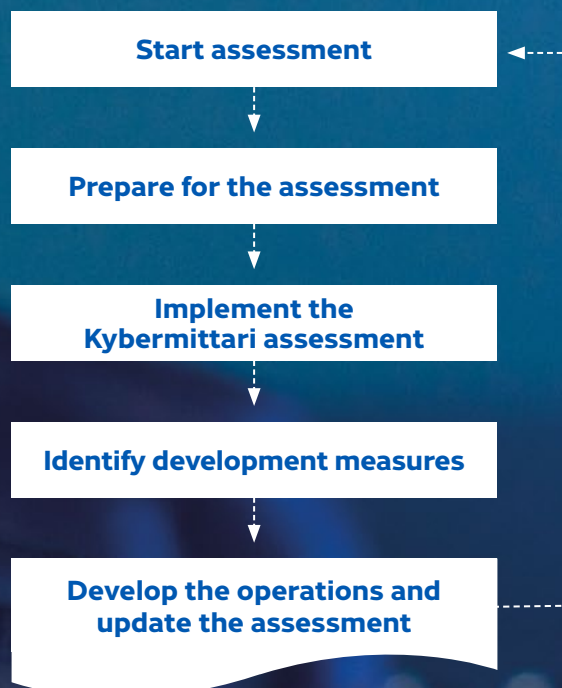 Start assessment
Prepare for the assessment
Implement the
Kybermittari assessment
Identify development measures
Develop the operations and
update the assessment